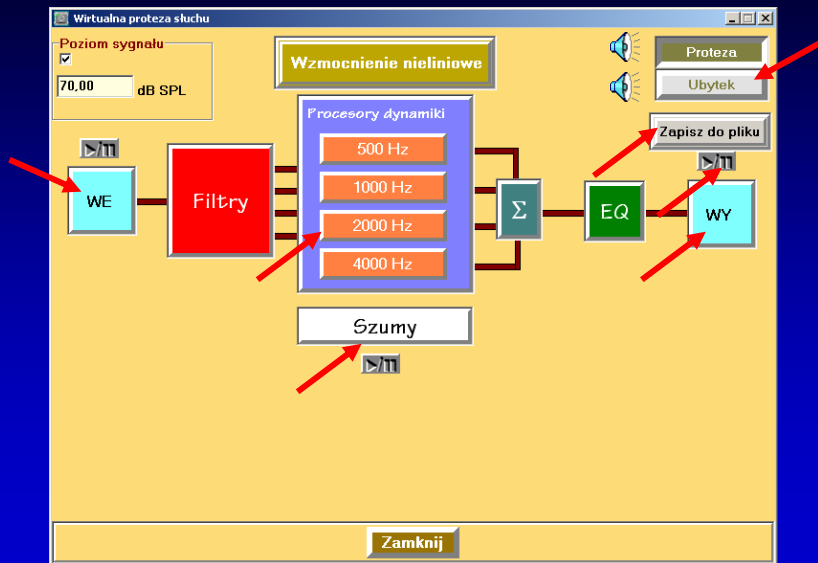 Wirtualna proteza słuchu
Poziom sygnału
70,00 dB SPL
Wzmocnienie nieliniowe
Proteza
Ubytek
Zapisz do pliku
Procesory dynamiki
500 Hz
1000 Hz
2000 Hz
4000 Hz
WE
Filtry
Σ
EQ
WY
Szumy
Zamknij